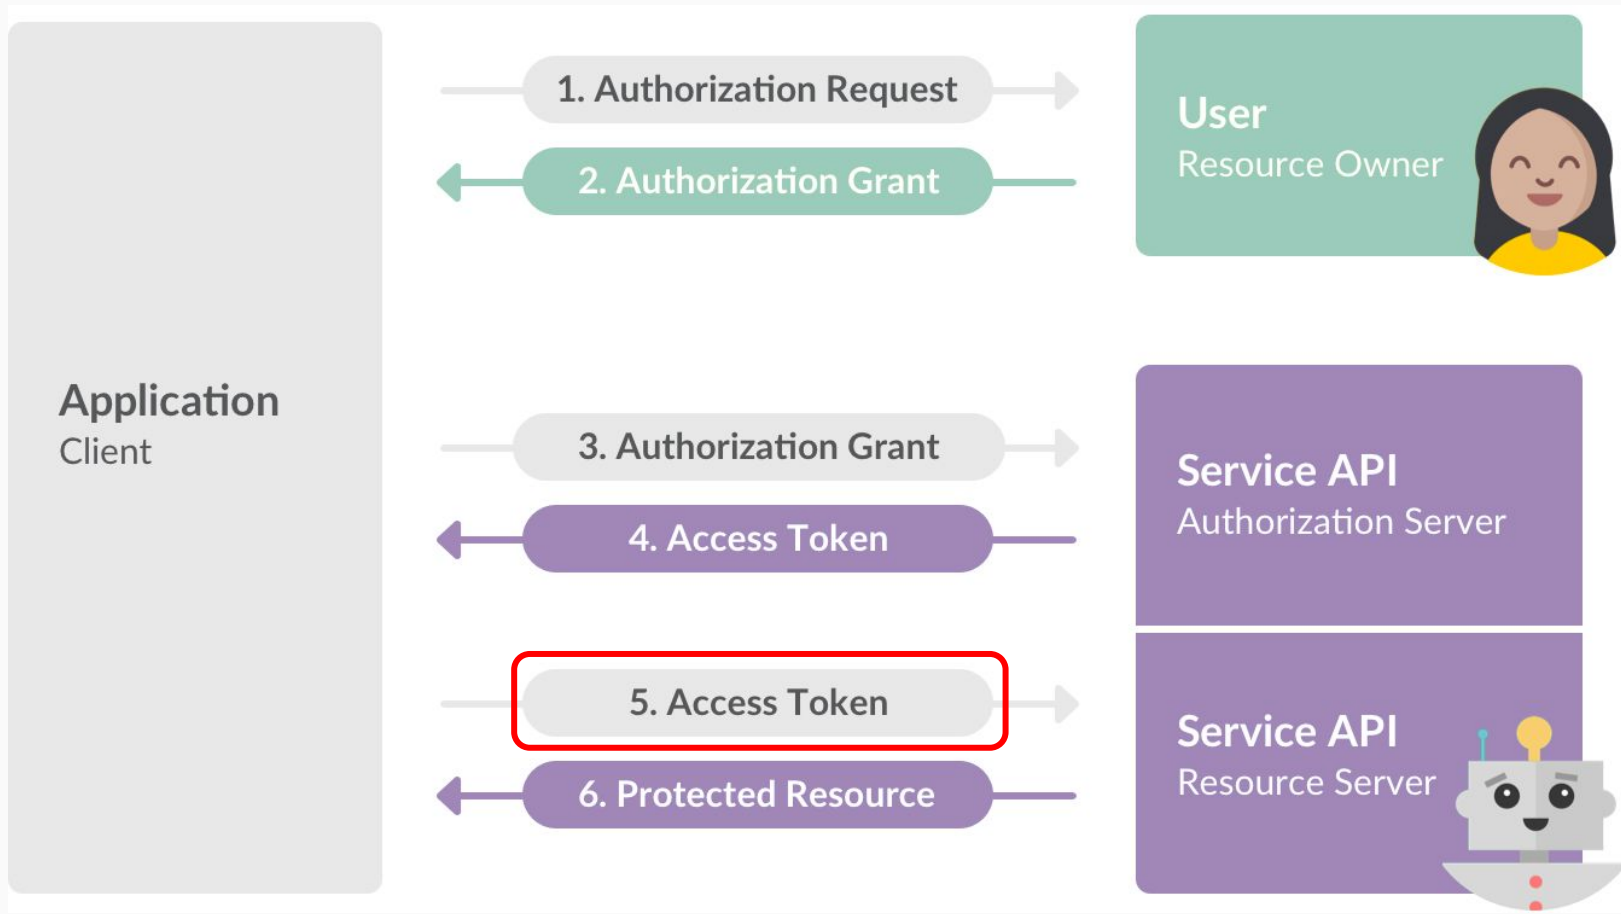 Application
Client
1. Authorization Request
2. Authorization Grant
User
Resource Owner
3. Authorization Grant
4. Access Token
Service API
Authorization Server
5. Access Token
6. Protected Resource
Service API
Resource Server